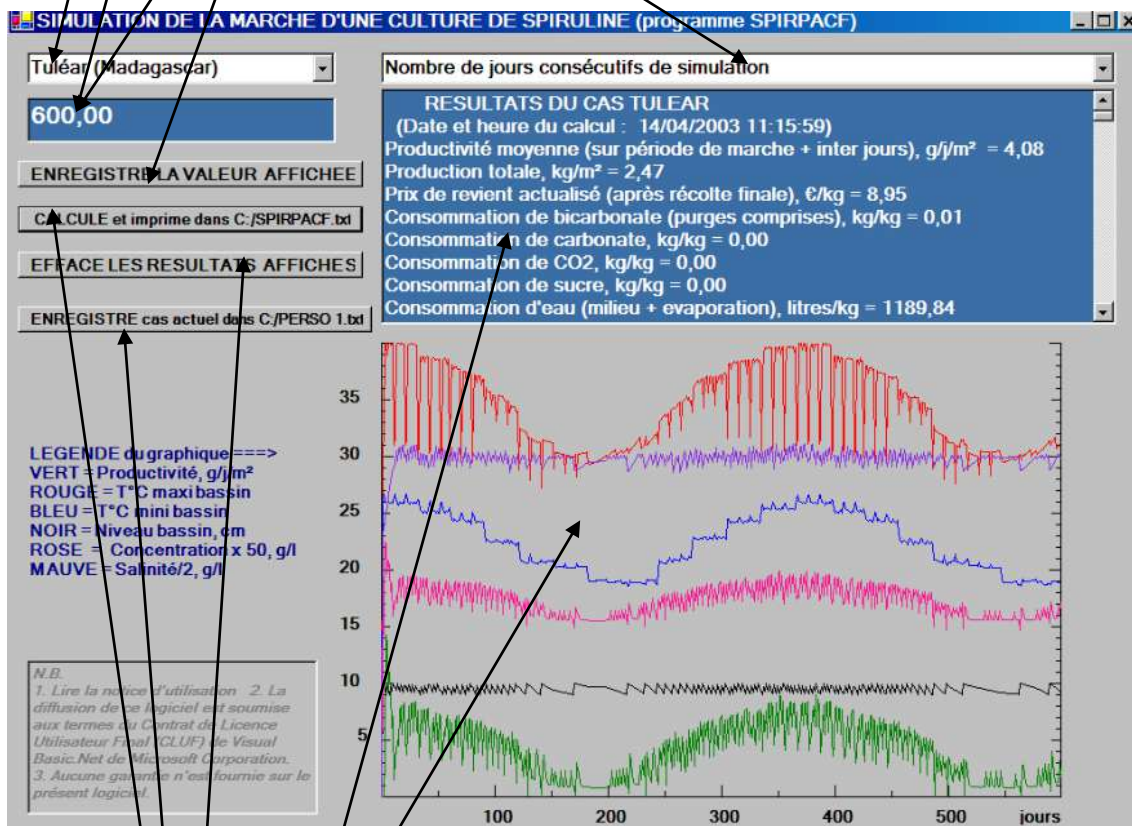 SIMULATION DE LA MARCHE D'UNE CULTURE DE SPIRULINE (programme SPIRPACF)
Tuléar (Madagascar)
Nombre de jours consécutifs de simulation
600,00
RESULTATS DU CAS TULEAR
(Date et heure du calcul : 14/04/2003 11:15:59)
Productivité moyenne (sur période de marche + inter jours), g/j/m² = 4,08
Production totale, kg/m² = 2,47
Prix de revient actualisé (après récolte finale), €/kg = 8,95
Consommation de bicarbonate (purges comprises), kg/kg = 0,01
Consommation de carbonate, kg/kg = 0,00
Consommation de CO2, kg/kg = 0,00
Consommation de sucre, kg/kg = 0,00
Consommation d'eau (milieu + evaporation), litres/kg = 1189,84
ENREGISTRE LA VALEUR AFFICHEE
CALCULE et imprime dans C:/SPIRPACF.txt
EFFACE LES RESULTATS AFFICHES
ENREGISTRE cas actuel dans C:/PERSO 1.txt
LEGENDE du graphique ===>
VERT = Productivité, g/j/m²
ROUGE = T°C maxi bassin
BLEU = T°C mini bassin
NOIR = Niveau bassin, cm
ROSE = Concentration x 50, g/l
MAUVE = Salinité/2, g/l
N.B.
1. Lire la notice d'utilisation 2. La
diffusion de ce logiciel est soumise
aux termes du Contrat de Licence
Utilisateur Final (CLUF) de Visual
Basic.Net de Microsoft Corporation.
3. Aucune garantie n'est fournie sur le
présent logiciel.
35
30
25
20
15
10
5
100 200 300 400 500 jours